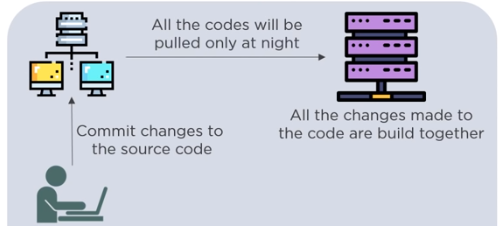 All the codes will be
pulled only at night
All the changes made to
the code are build together
Commit changes to
the source code